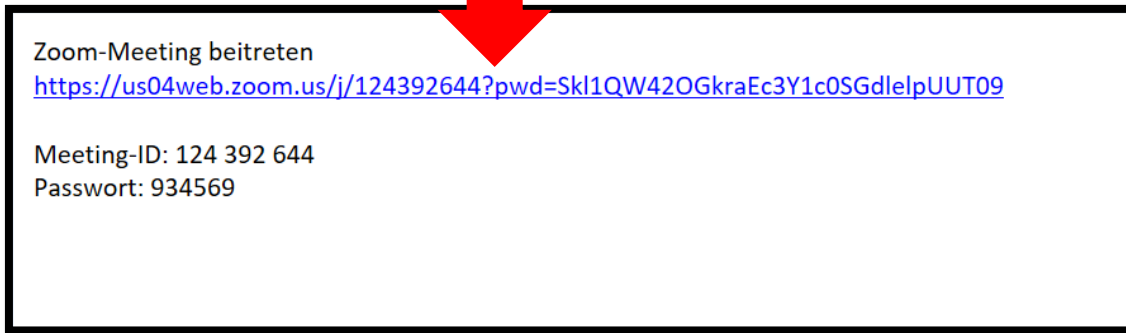 Zoom-Meeting beitreten
https://us04web.zoom.us/j/124392644?pwd=Skl1QW42OGkraEc3Y1c0SGdlelpUUT09
Meeting-ID: 124 392 644
Passwort: 934569